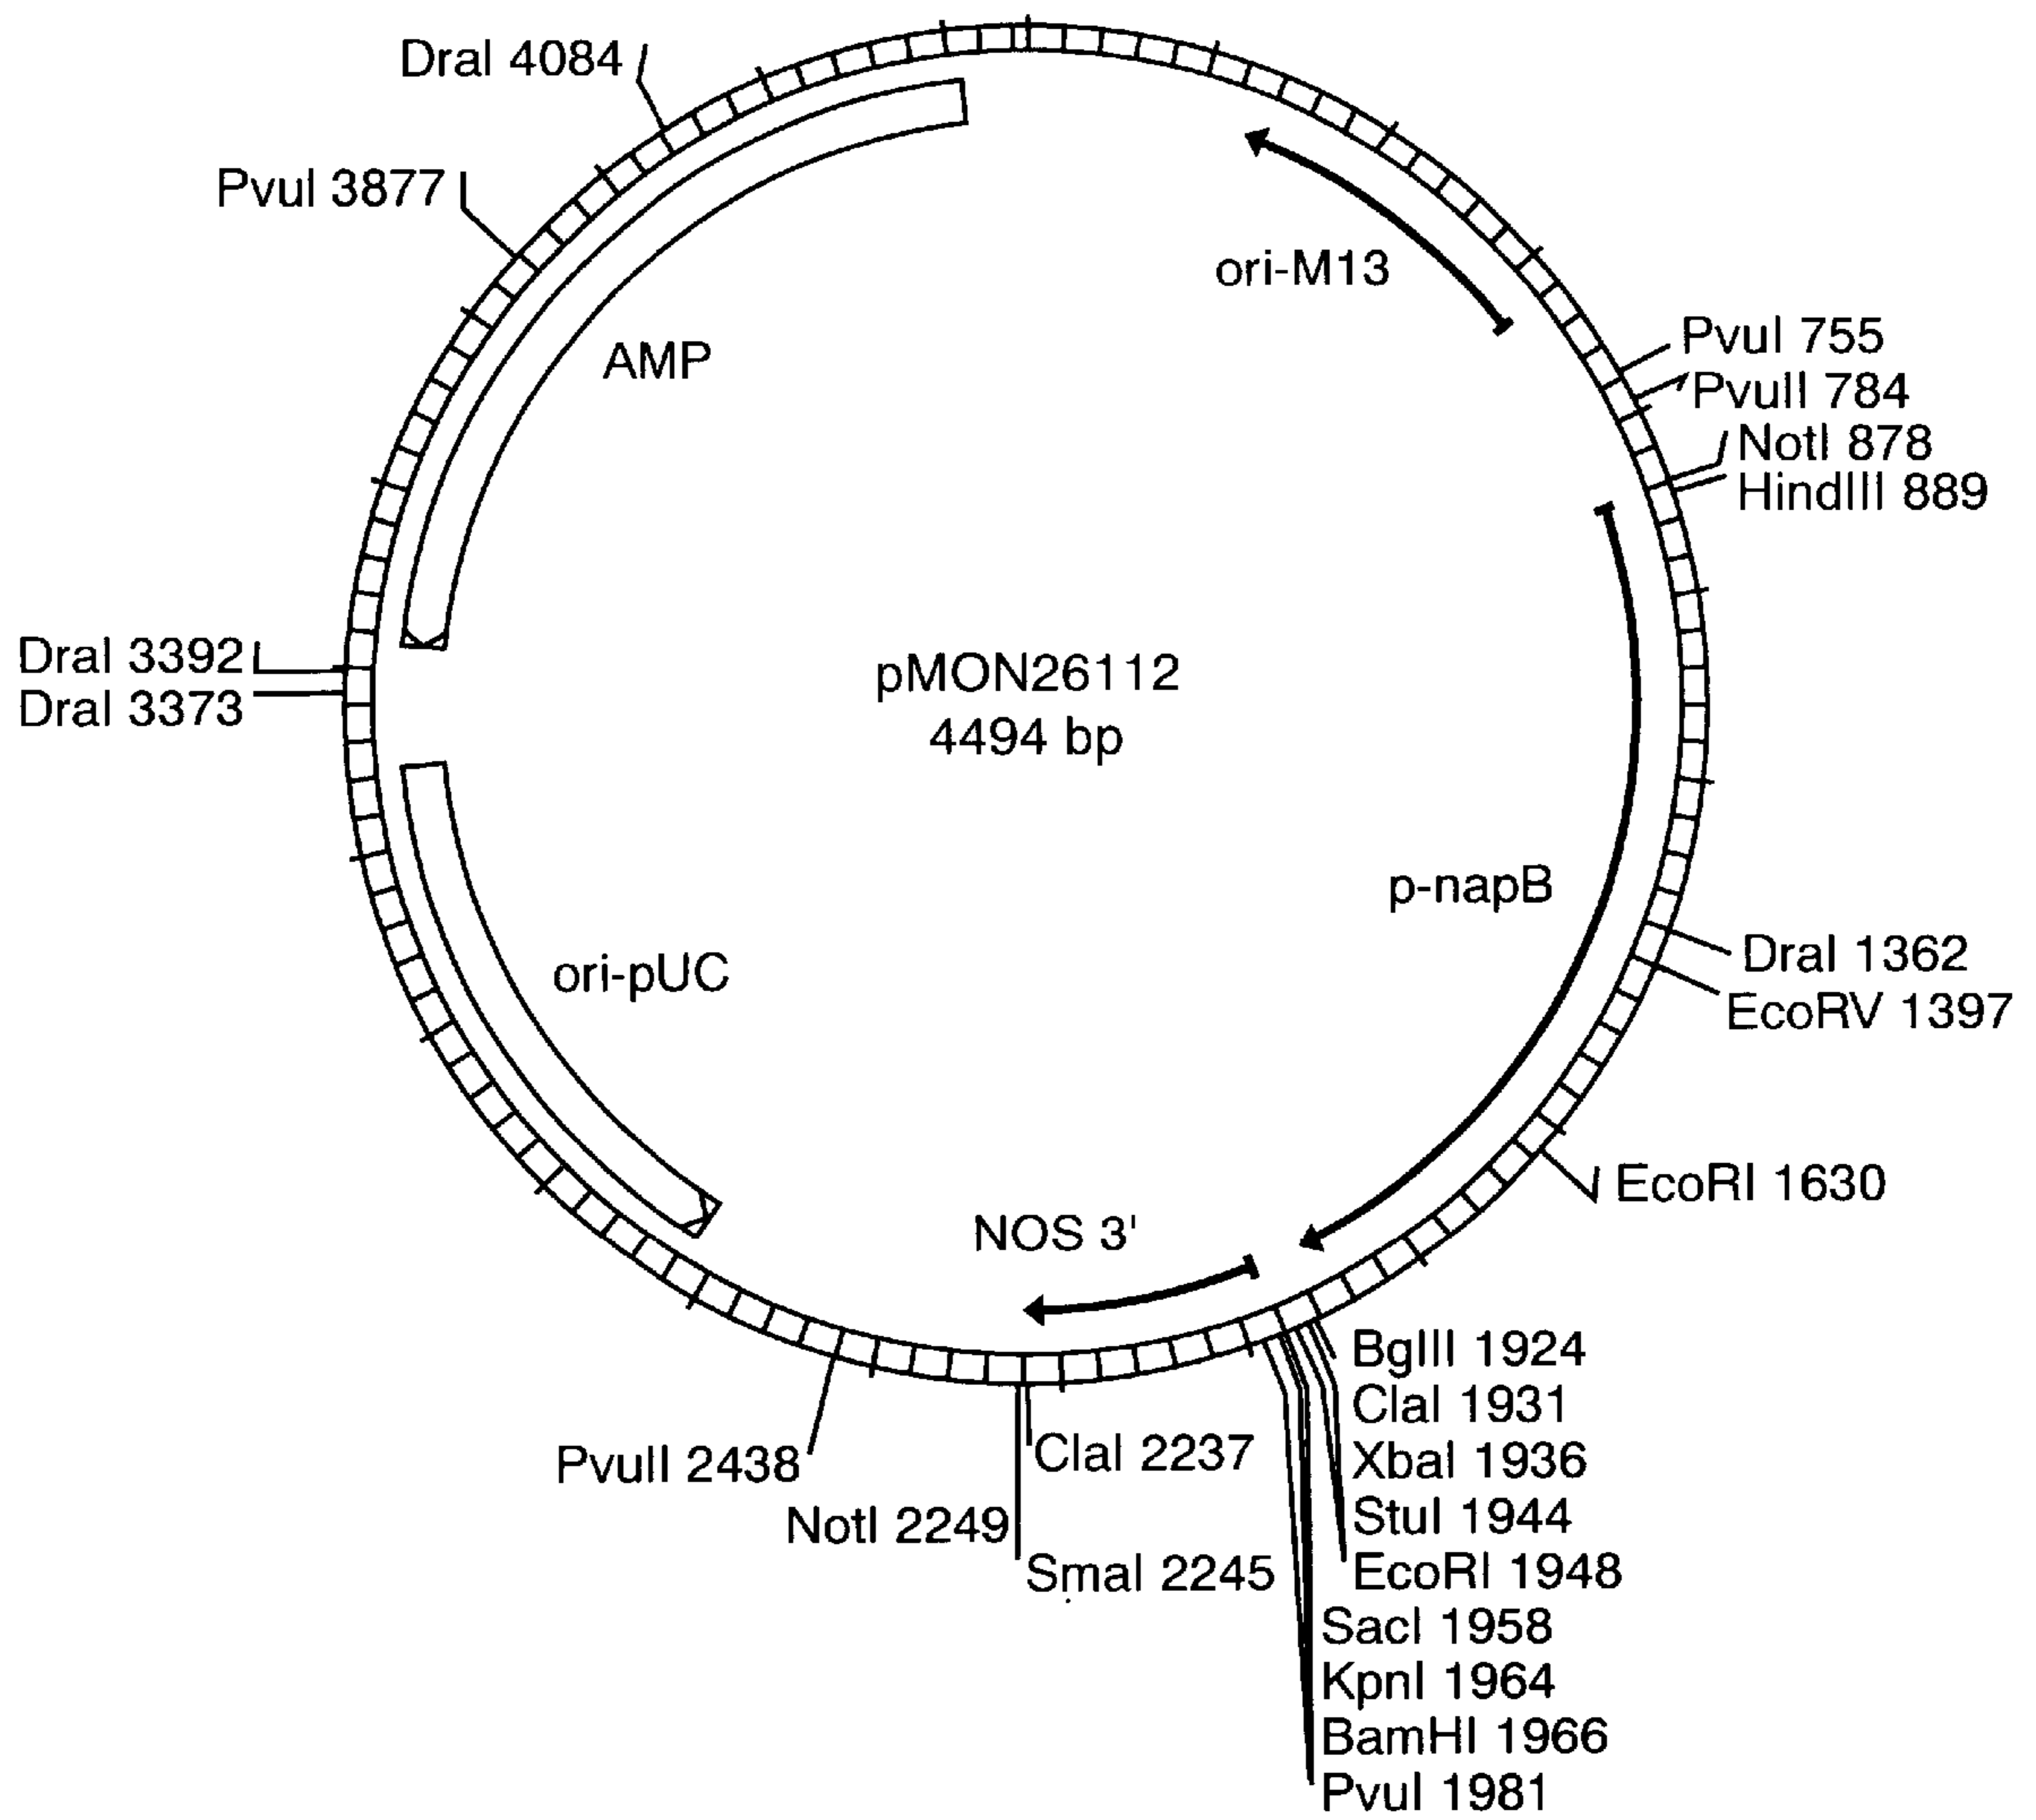 DraI 4084
PvuI 3877
ori-M13
AMP
PvuI 755
PvuII 784
NotI 878
HindIII 889
DraI 3392
DraI 3373
pMON26112
4494 bp
p-napB
DraI 1362
EcoRV 1397
ori-pUC
EcoRI 1630
NOS 3'
BglII 1924
ClaI 1931
XbaI 1936
StuI 1944
EcoRI 1948
SacI 1958
KpnI 1964
BamHI 1966
PvuI 1981
PvuII 2438
ClaI 2237
NotI 2249
SmaI 2245